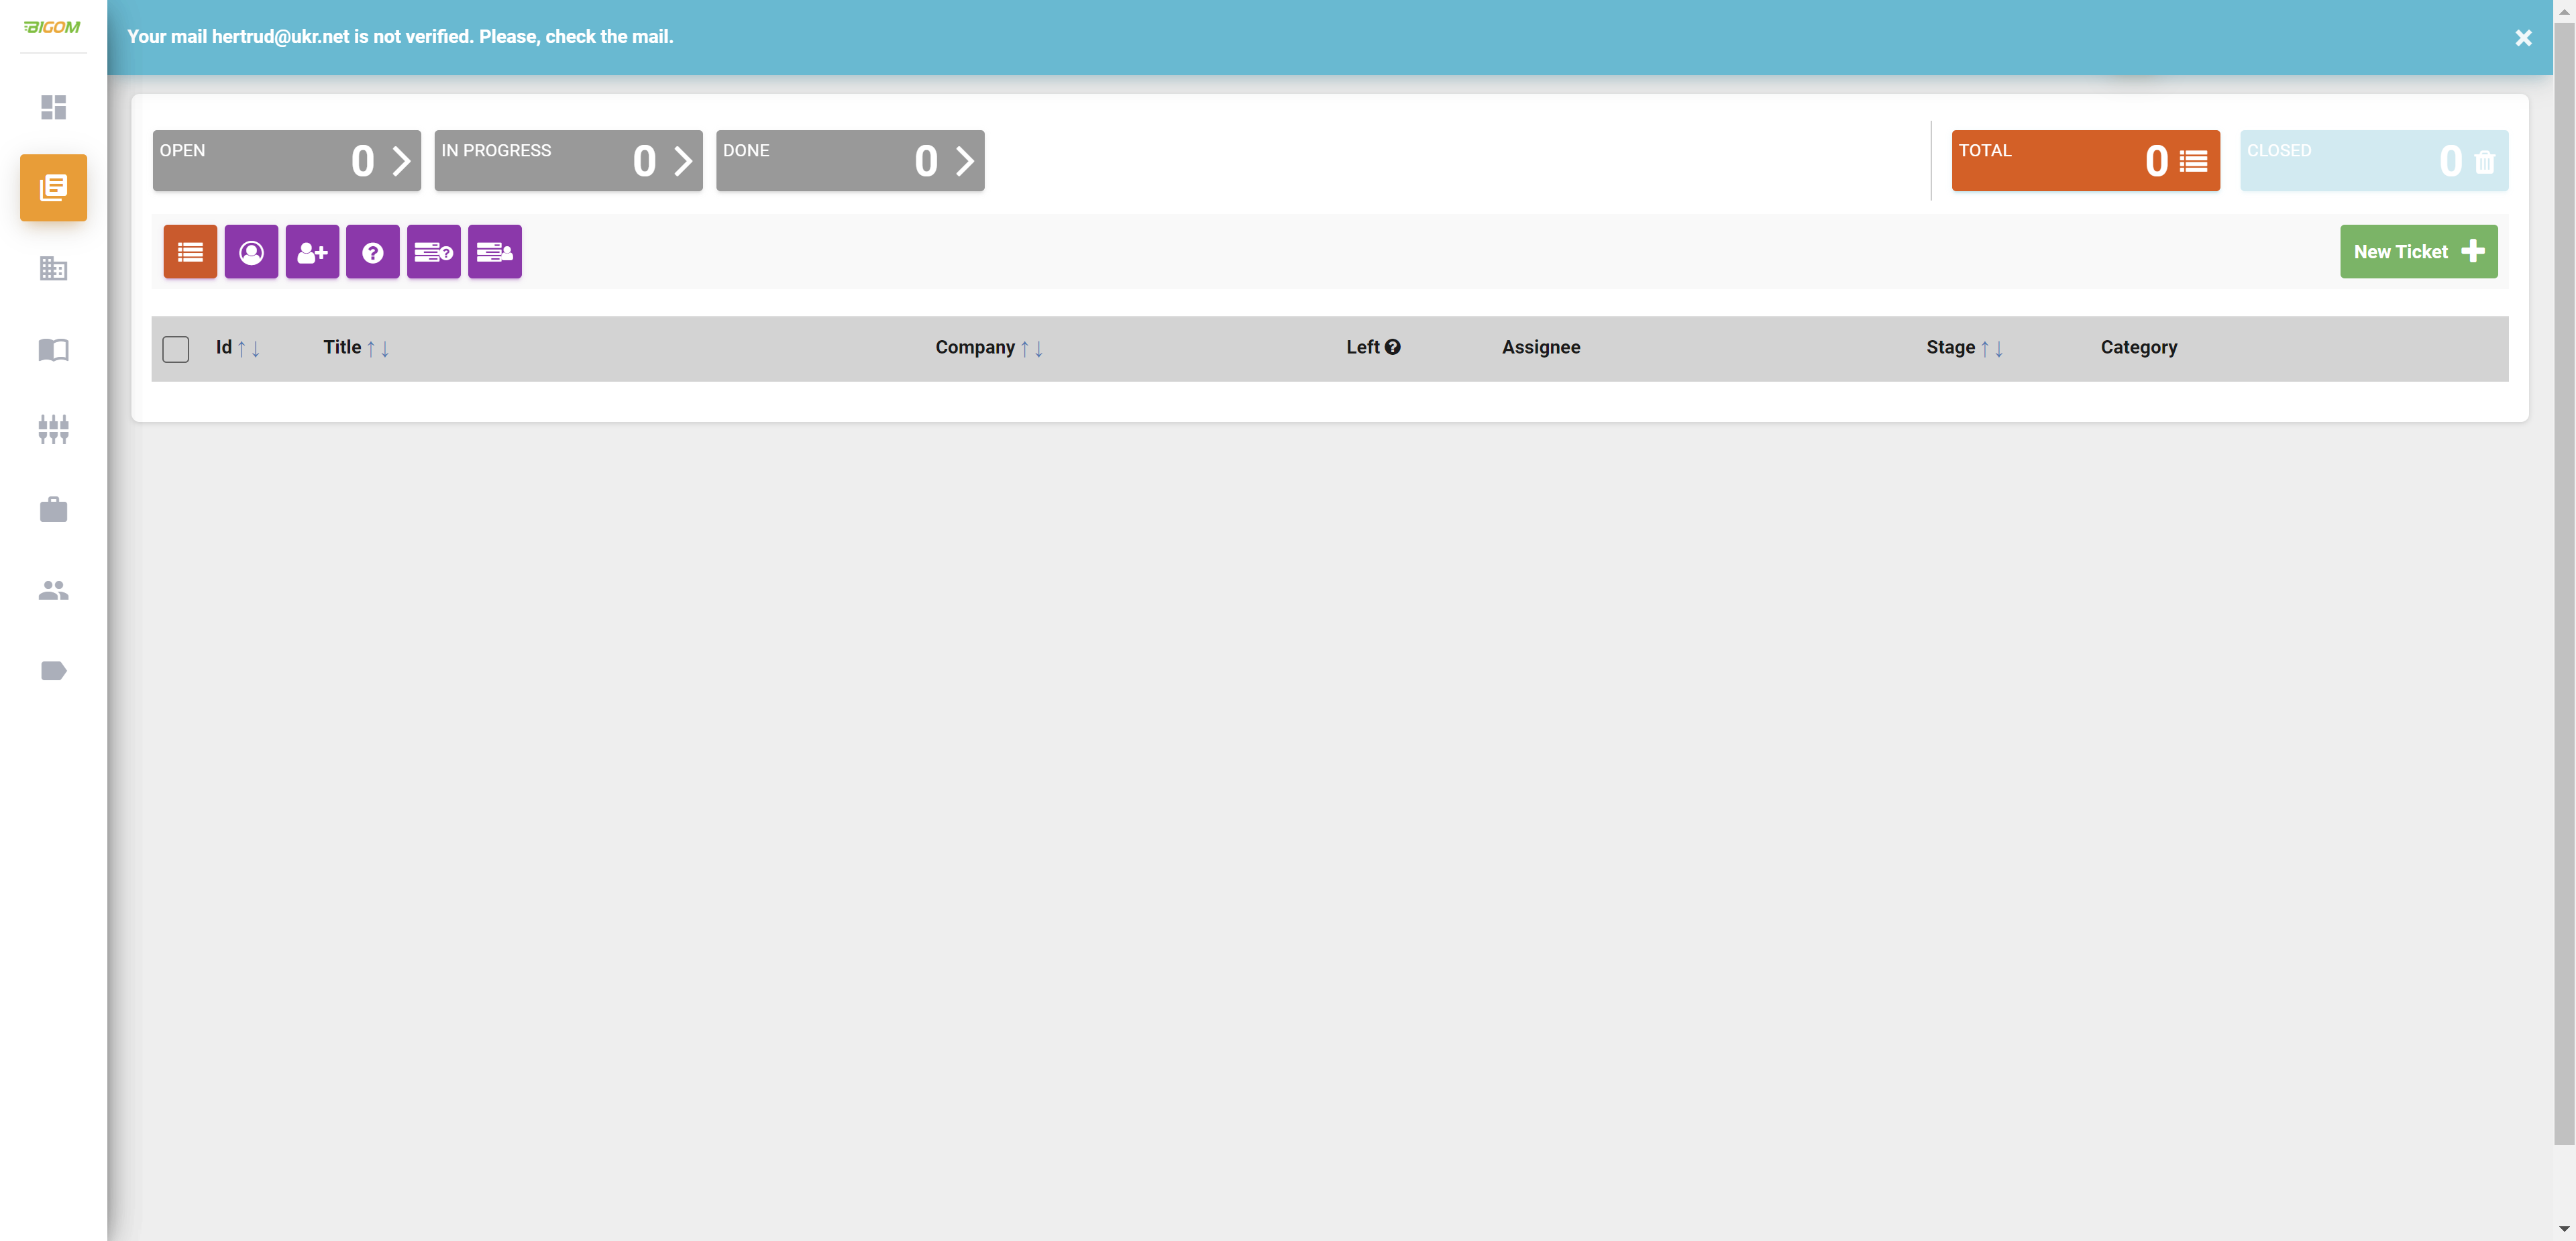 BIGOM
Your mail hertrud@ukr.net is not verified. Please, check the mail.
OPEN 0
IN PROGRESS 0
DONE 0
TOTAL 0
CLOSED 0
New Ticket
Id Title Company Left Assignee Stage Category